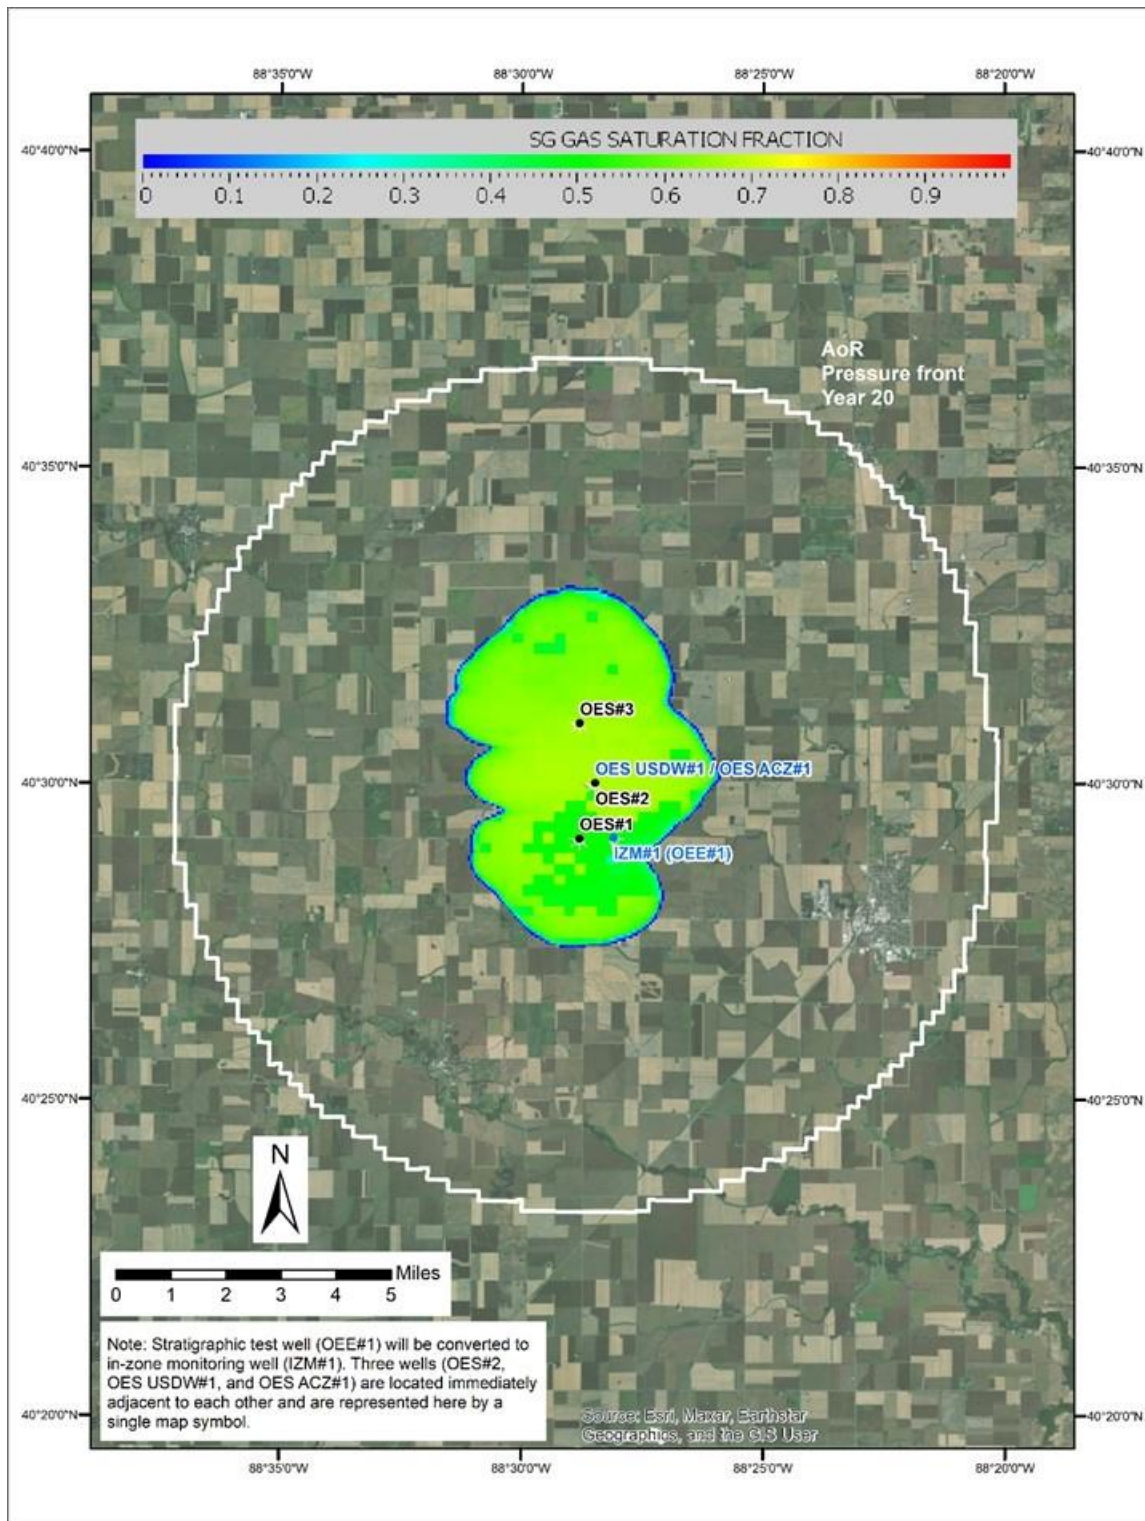 88°35'0"W 88°30'0"W 88°25'0"W 88°20'0"W
SG GAS SATURATION FRACTION
0 0.1 0.2 0.3 0.4 0.5 0.6 0.7 0.8 0.9
40°40'0"N 40°40'0"N
AoR
Pressure front
Year 20
40°35'0"N 40°35'0"N
OES#3
OES USDW#1 / OES ACZ#1
40°30'0"N 40°30'0"N
OES#2
OES#1
IZM#1 (OEE#1)
40°25'0"N 40°25'0"N
N
Miles
0 1 2 3 4 5
Note: Stratigraphic test well (OEE#1) will be converted to
in-zone monitoring well (IZM#1). Three wells (OES#2,
OES USDW#1, and OES ACZ#1) are located immediately
adjacent to each other and are represented here by a
single map symbol.
Source: Esri, Maxar, Earthstar
Geographics, and the GIS User
40°20'0"N 40°20'0"N
88°35'0"W 88°30'0"W 88°25'0"W 88°20'0"W